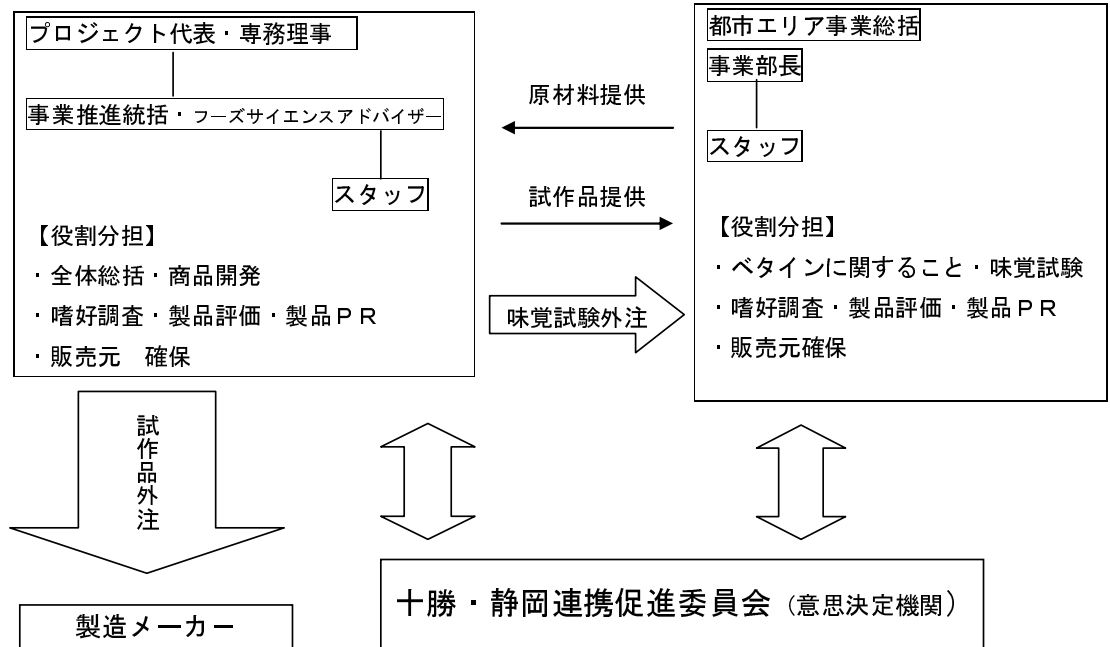 プロジェクト代表・専務理事
事業推進統括・フーズサイエンスアドバイザー
スタッフ
【役割分担】
・全体総括・商品開発
・嗜好調査・製品評価・製品ＰＲ
・販売元　確保
原材料提供
試作品提供
味覚試験外注
都市エリア事業総括
事業部長
スタッフ
【役割分担】
・ベタインに関すること・味覚試験
・嗜好調査・製品評価・製品ＰＲ
・販売元確保
試作品外注
製造メーカー
十勝・静岡連携促進委員会（意思決定機関）